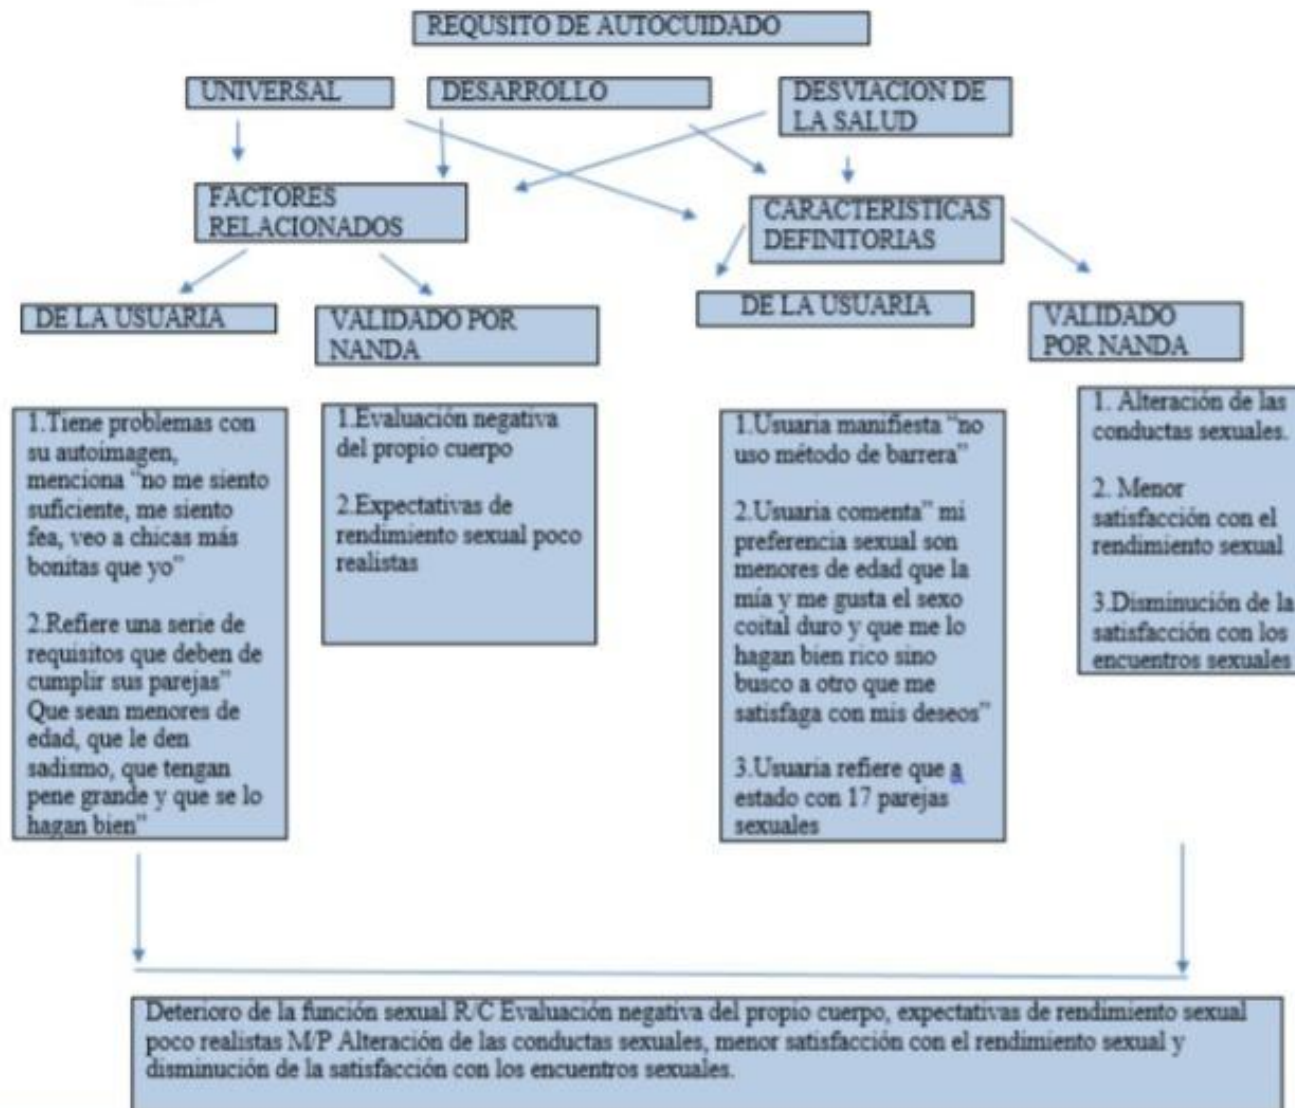 REQUSITO DE AUTOCUIDADO
UNIVERSAL
DESARROLLO
DESVIACION DE
LA SALUD
FACTORES
RELACIONADOS
CARACTERISTICAS
DEFINITORIAS
DE LA USUARIA
VALIDADO POR
NANDA
DE LA USUARIA
VALIDADO
POR NANDA
1.Tiene problemas con
su autoimagen,
menciona “no me siento
suficiente, me siento
fea, veo a chicas más
bonitas que yo”
2.Refiere una serie de
requisitos que deben de
cumplir sus parejas”
Que sean menores de
edad, que le den
sadismo, que tengan
pene grande y que se lo
hagan bien”
1.Evaluación negativa
del propio cuerpo
2.Expectativas de
rendimiento sexual poco
realistas
1.Usuaria manifiesta “no
uso método de barrera”
2.Usuaria comenta” mi
preferencia sexual son
menores de edad que la
mía y me gusta el sexo
coital duro y que me lo
hagan bien rico sino
busco a otro que me
satisfaga con mis deseos”
3.Usuaria refiere que a
estado con 17 parejas
sexuales
1. Alteración de las
conductas sexuales.
2. Menor
satisfacción con el
rendimiento sexual
3.Disminución de la
satisfacción con los
encuentros sexuales
Deterioro de la función sexual R/C Evaluación negativa del propio cuerpo, expectativas de rendimiento sexual
poco realistas M/P Alteración de las conductas sexuales, menor satisfacción con el rendimiento sexual y
disminución de la satisfacción con los encuentros sexuales.